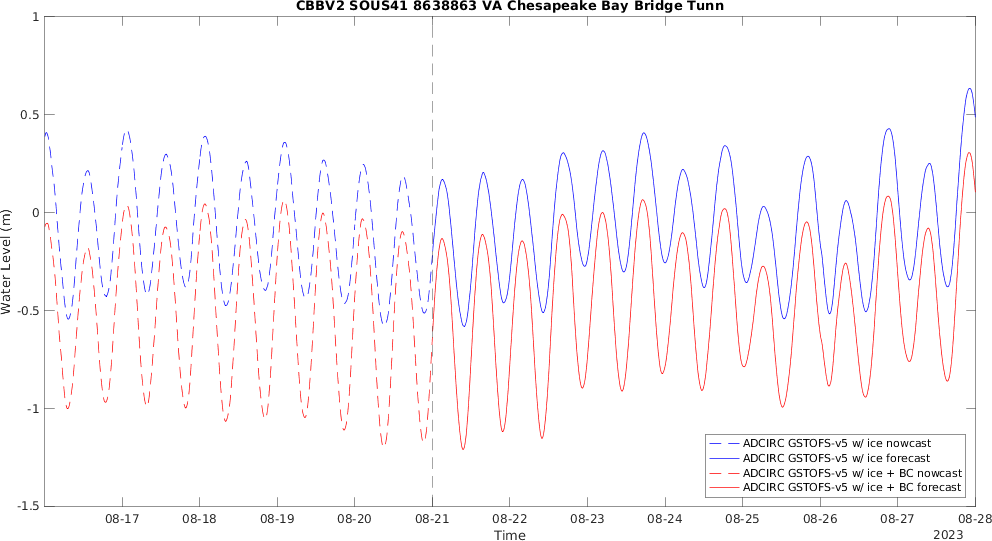 CBBV2 SOUS41 8638863 VA Chesapeake Bay Bridge Tunn
1
0.5
0
-0.5
-1
-1.5
Water Level (m)
ADCIRC GSTOFS-v5 w/ ice nowcast
ADCIRC GSTOFS-v5 w/ ice forecast
ADCIRC GSTOFS-v5 w/ ice + BC nowcast
ADCIRC GSTOFS-v5 w/ ice + BC forecast
08-17 08-18 08-19 08-20 08-21 08-22 08-23 08-24 08-25 08-26 08-27 08-28
Time
2023